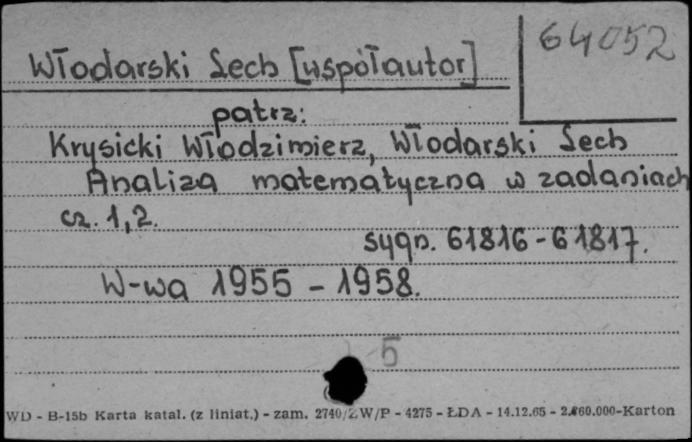 64052
Włodarski Lech [współautor]
patrz:
Krysicki Włodzimierz, Włodarski Lech
Analiza matematyczna w zadaniach
cz. 1, 2.
sygn. 61816 - 61817.
W-wa 1955 - 1958.
5
WD - B-15b Karta katal. (z liniat.) - zam. 2740/ZW/P - 4275 - ŁDA - 14.12.65 - 2.460.000-Karton